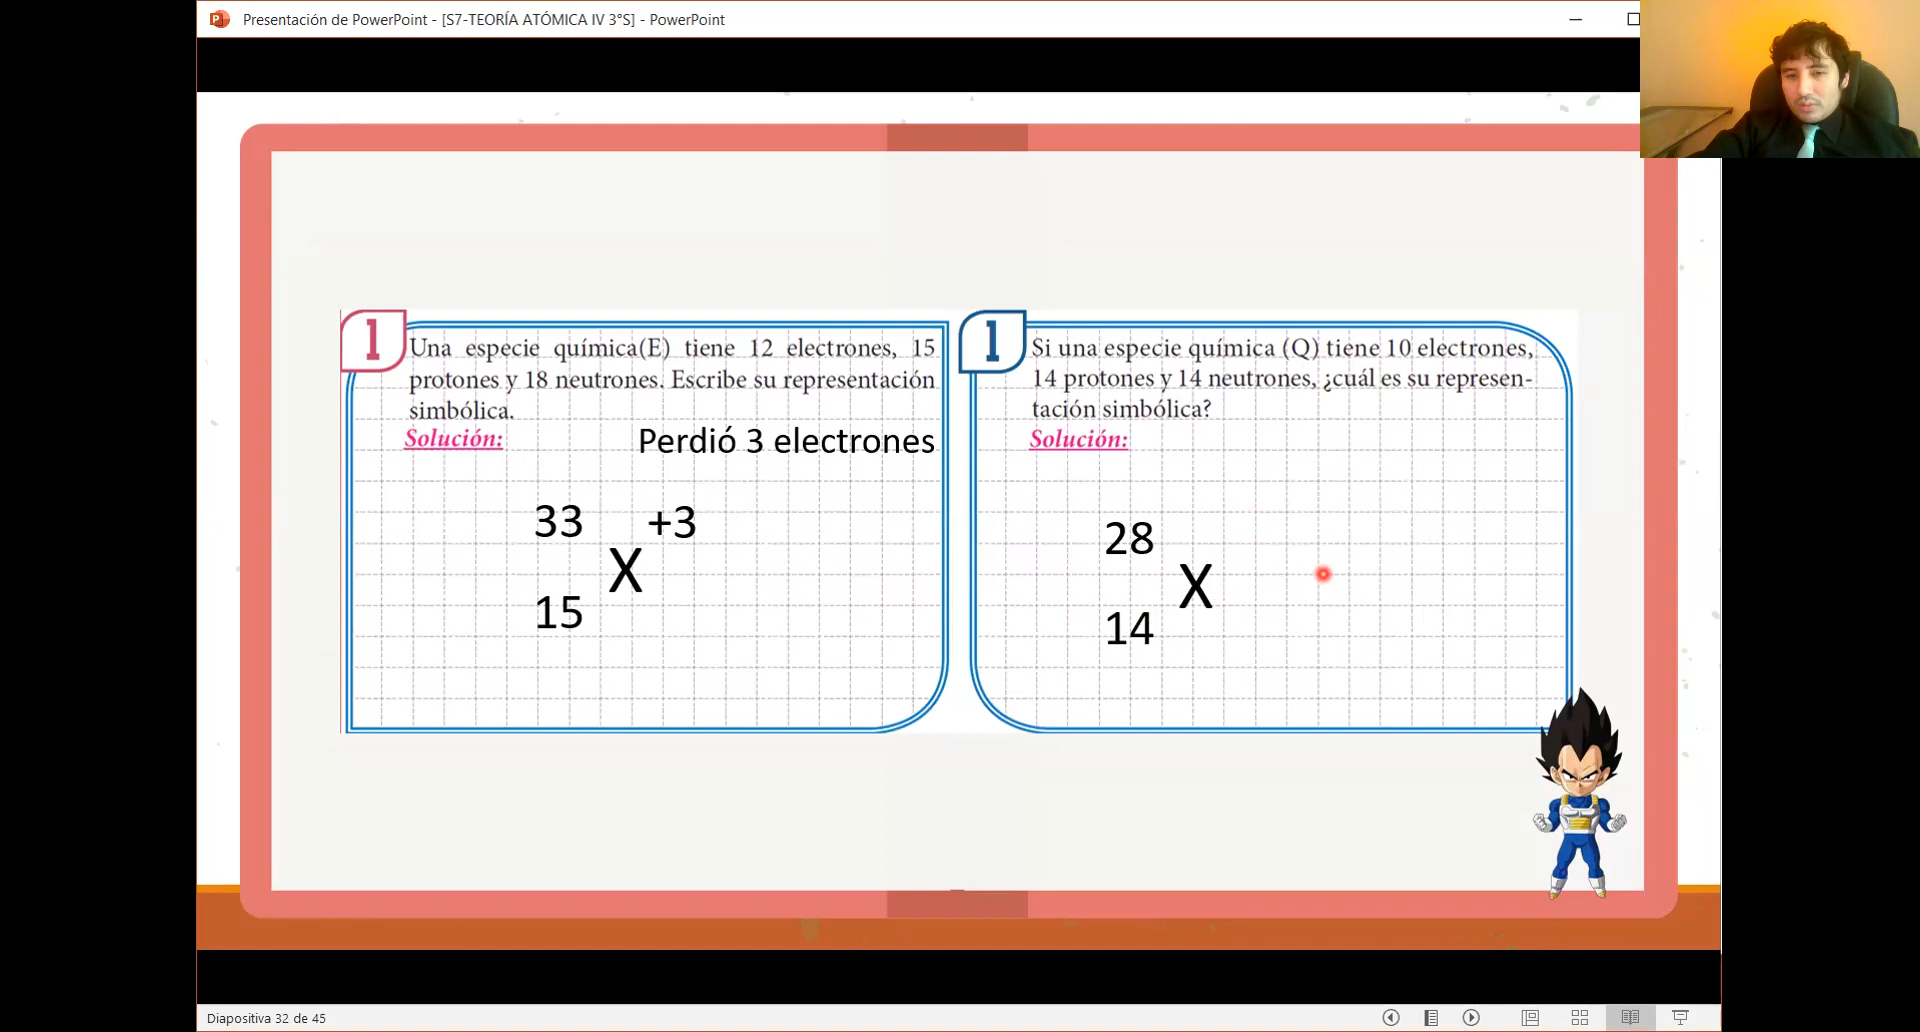 Presentación de PowerPoint - [S7-TEORÍA ATÓMICA IV 3°S] - PowerPoint
1
Una especie química(E) tiene 12 electrones, 15
protones y 18 neutrones. Escribe su representación
simbólica.
Solución:
Perdió 3 electrones
33
+3
X
15
1
Si una especie química (Q) tiene 10 electrones,
14 protones y 14 neutrones, ¿cuál es su represen-
tación simbólica?
Solución:
28
X
14
Diapositiva 32 de 45